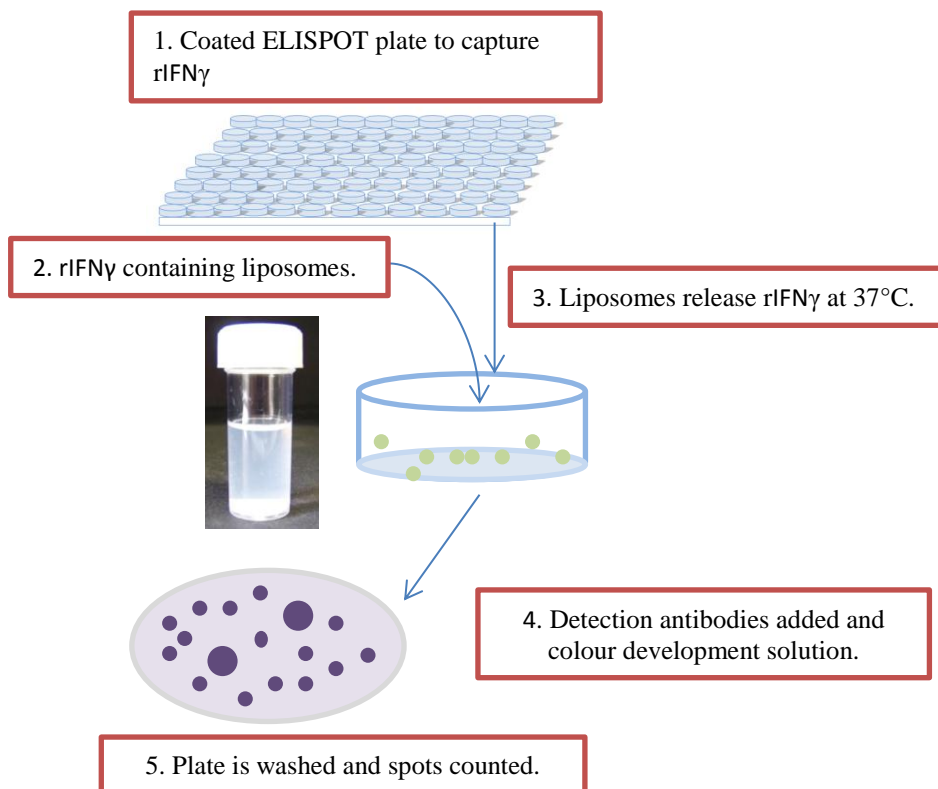 1. Coated ELISPOT plate to capture
rIFNγ
2. rIFNγ containing liposomes.
3. Liposomes release rIFNγ at 37°C.
4. Detection antibodies added and
colour development solution.
5. Plate is washed and spots counted.